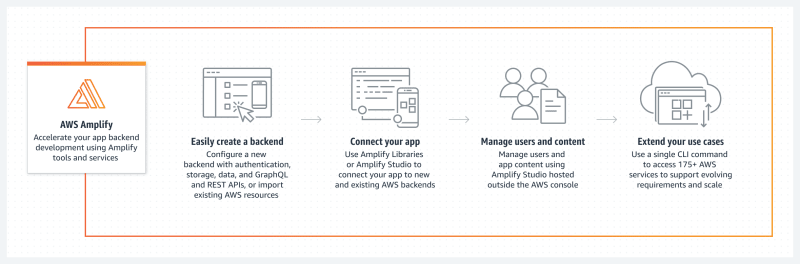 AWS Amplify
Accelerate your app backend
development using Amplify
tools and services
Easily create a backend
Configure a new
backend with authentication,
storage, data, and GraphQL
and REST APIs, or import
existing AWS resources
Connect your app
Use Amplify Libraries
or Amplify Studio to
connect your app to new
and existing AWS backends
Manage users and content
Manage users and
app content using
Amplify Studio hosted
outside the AWS console
Extend your use cases
Use a single CLI command
to access 175+ AWS
services to support evolving
requirements and scale